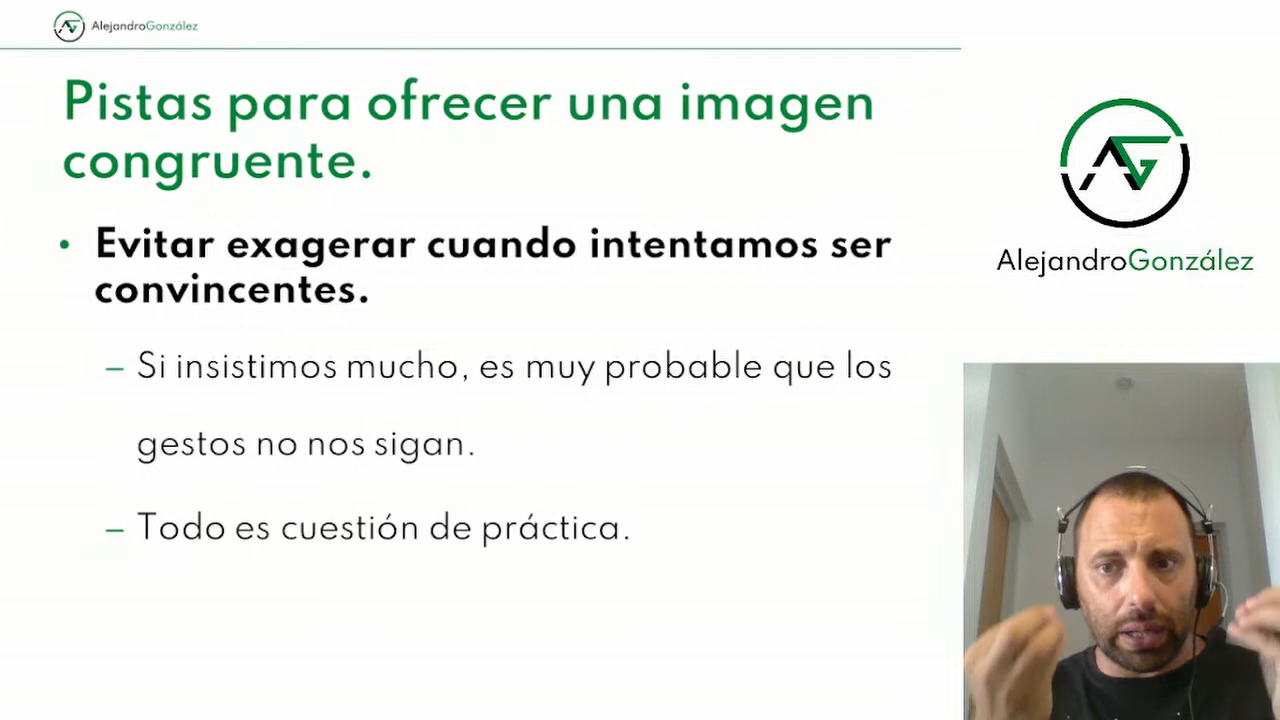 AlejandroGonzález
Pistas para ofrecer una imagen
congruente.
• Evitar exagerar cuando intentamos ser
convincentes.
– Si insistimos mucho, es muy probable que los
gestos no nos sigan.
– Todo es cuestión de práctica.
AG
AlejandroGonzález